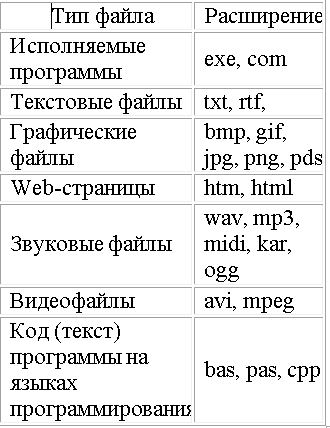 Тип файла Расширение
Исполняемые программы exe, com
Текстовые файлы txt, rtf,
Графические файлы bmp, gif, jpg, png, pds
Web-страницы htm, html
Звуковые файлы wav, mp3, midi, kar, ogg
Видеофайлы avi, mpeg
Код (текст) программы на языках программирования bas, pas, cpp